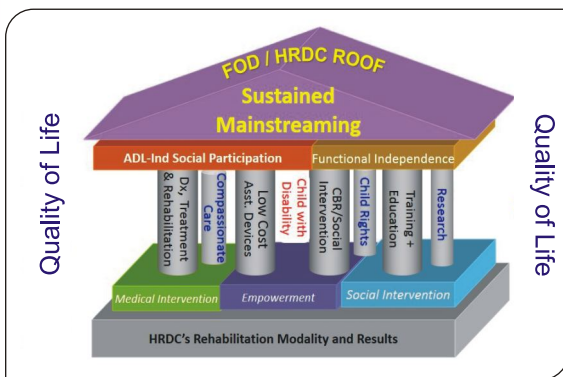 FOD / HRDC ROOF
Sustained
Mainstreaming
ADL-Ind Social Participation
Functional Independence
Quality of Life
Dx, Treatment
& Rehabilitation
Compassionate
Care
Low Cost
Asst. Devices
Child with
Disability
CBR/Social
Intervention
Child Rights
Training +
Education
Research
Quality of Life
Medical Intervention
Empowerment
Social Intervention
HRDC's Rehabilitation Modality and Results